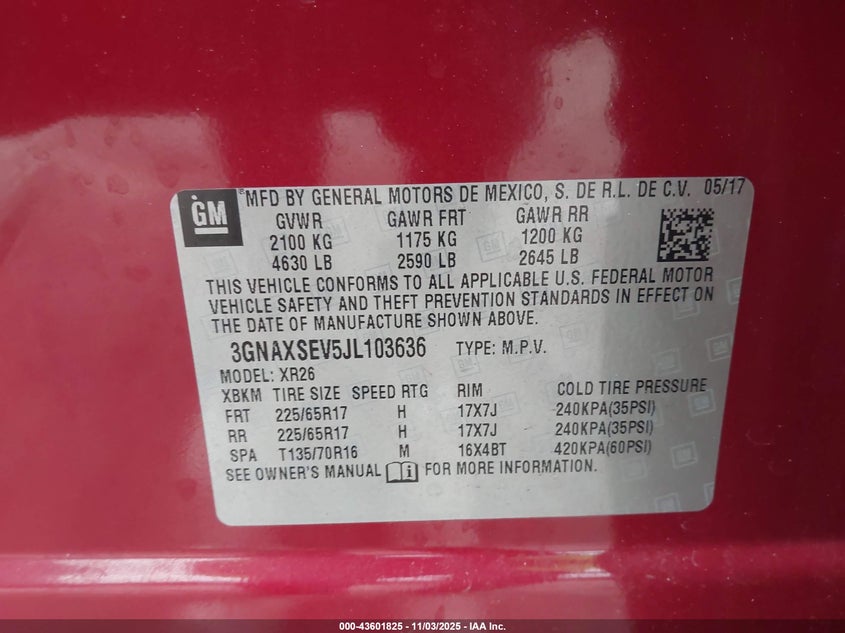 GM
®MFD BY GENERAL MOTORS DE MEXICO, S. DE R.L. DE C.V. 05/17
GVWR GAWR FRT GAWR RR
2100 KG 1175 KG 1200 KG
4630 LB 2590 LB 2645 LB
THIS VEHICLE CONFORMS TO ALL APPLICABLE U.S. FEDERAL MOTOR
VEHICLE SAFETY AND THEFT PREVENTION STANDARDS IN EFFECT ON
THE DATE OF MANUFACTURE SHOWN ABOVE.
3GNAXSEV5JL103636 TYPE: M.P.V.
MODEL: XR26
XBKM TIRE SIZE SPEED RTG RIM COLD TIRE PRESSURE
FRT 225/65R17 H 17X7J 240KPA(35PSI)
RR 225/65R17 H 17X7J 240KPA(35PSI)
SPA T135/70R16 M 16X4BT 420KPA(60PSI)
SEE OWNER'S MANUAL i FOR MORE INFORMATION.
000-43601825 - 11/03/2025 - IAA Inc.